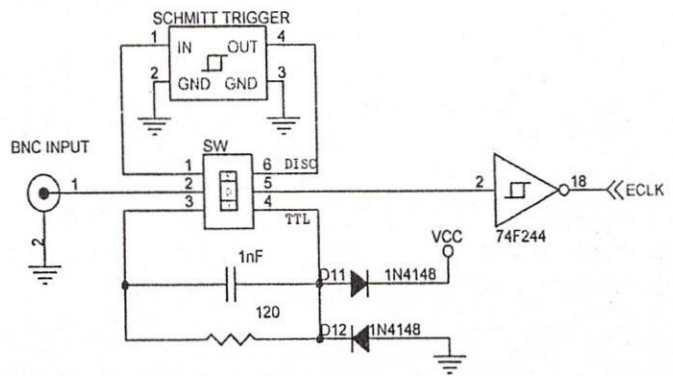 SCHMITT TRIGGER
1 IN OUT 4
2 GND GND 3
BNC INPUT
SW
1
2
1 2
3
6 DISC
5
4
TTL
2 18 ECLK
74F244
VCC
1nF
D11 1N4148
120
D12 1N4148